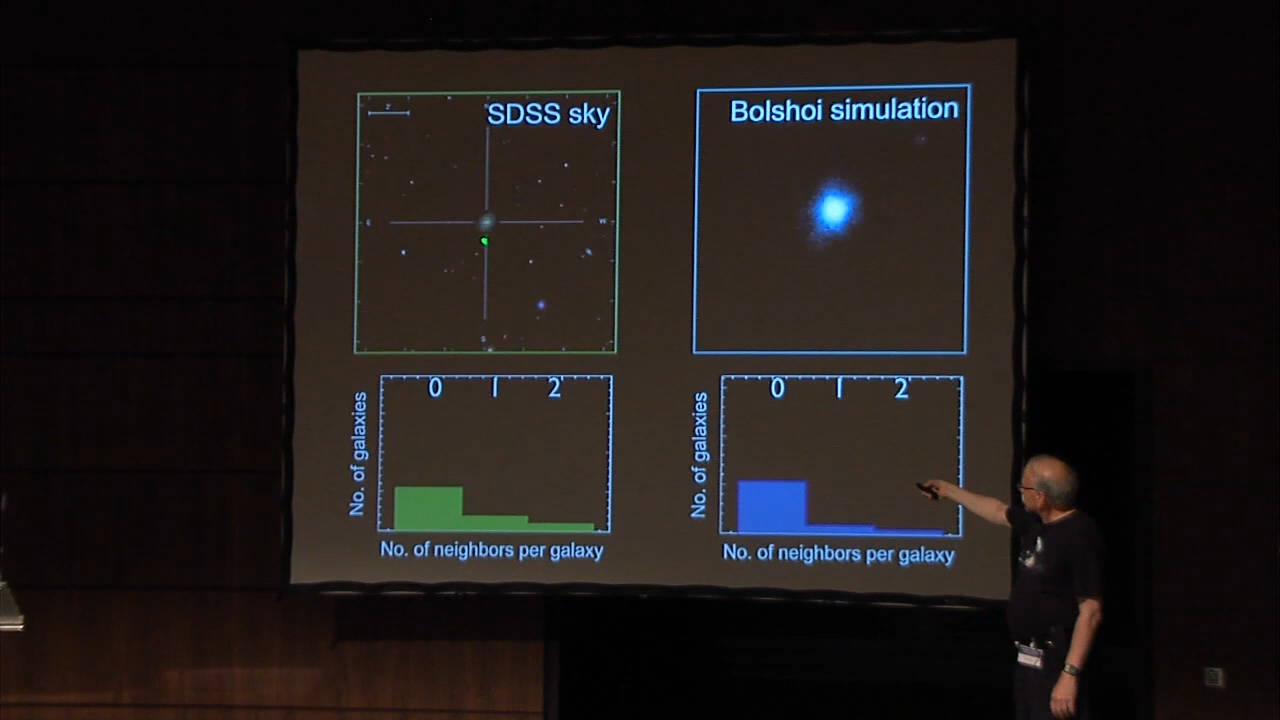 2'
SDSS sky
E
W
S
Bolshoi simulation
0 1 2
No. of galaxies
No. of neighbors per galaxy
0 1 2
No. of galaxies
No. of neighbors per galaxy